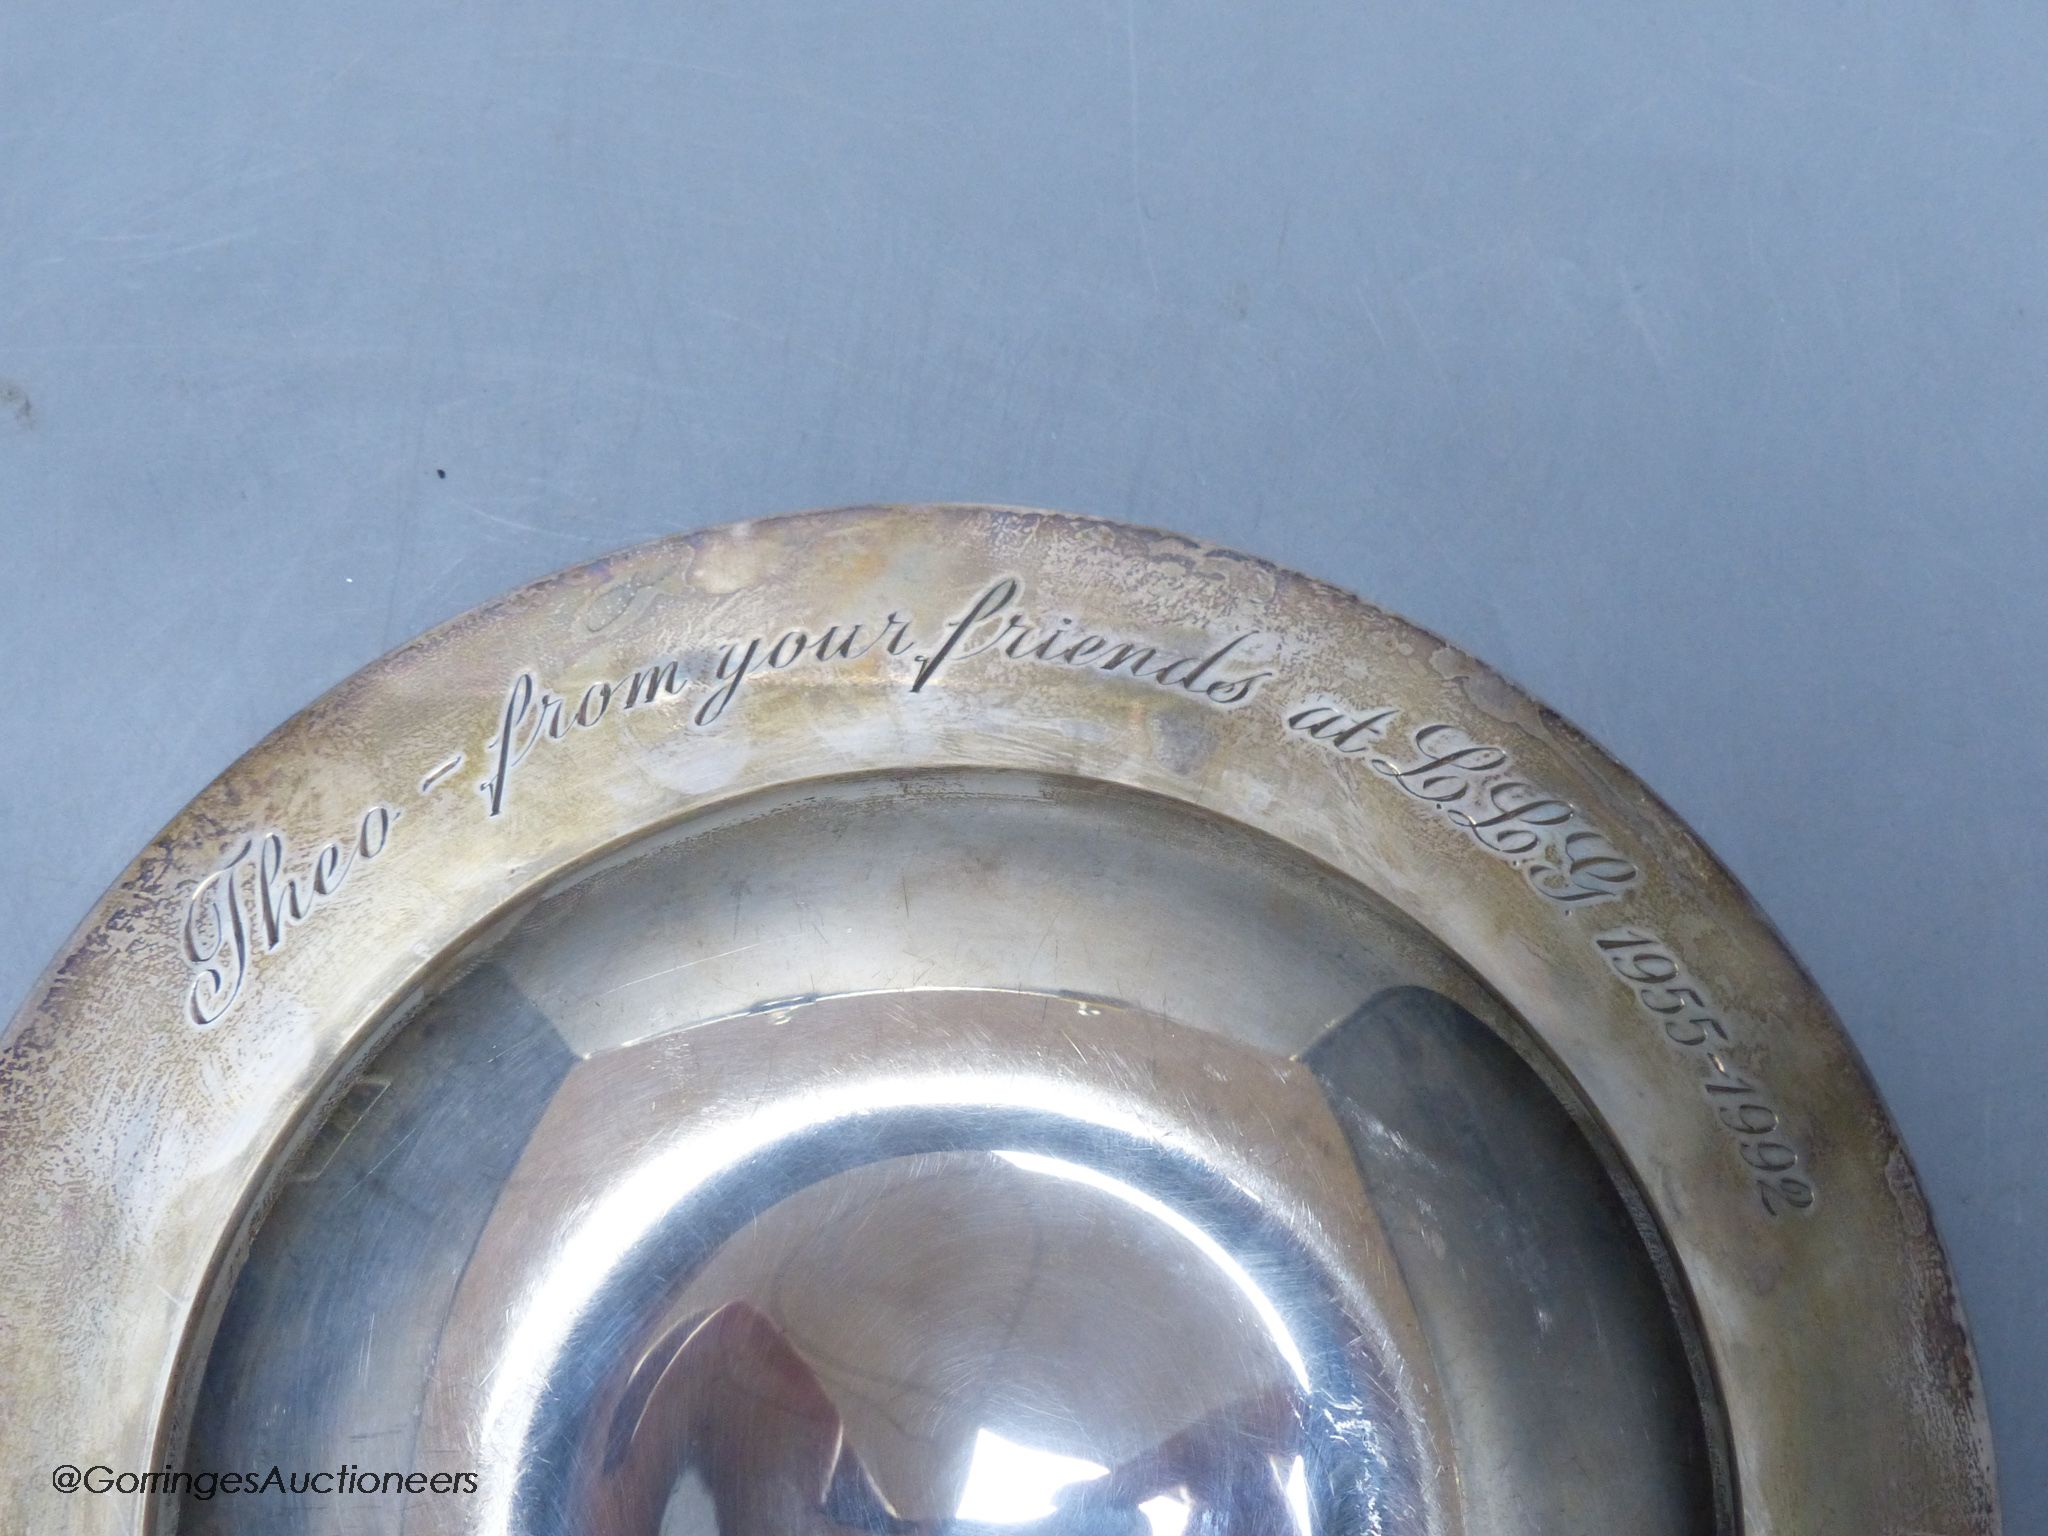 Theo - from your friends at L.L.G. 1955-1992
@GorringesAuctioneers